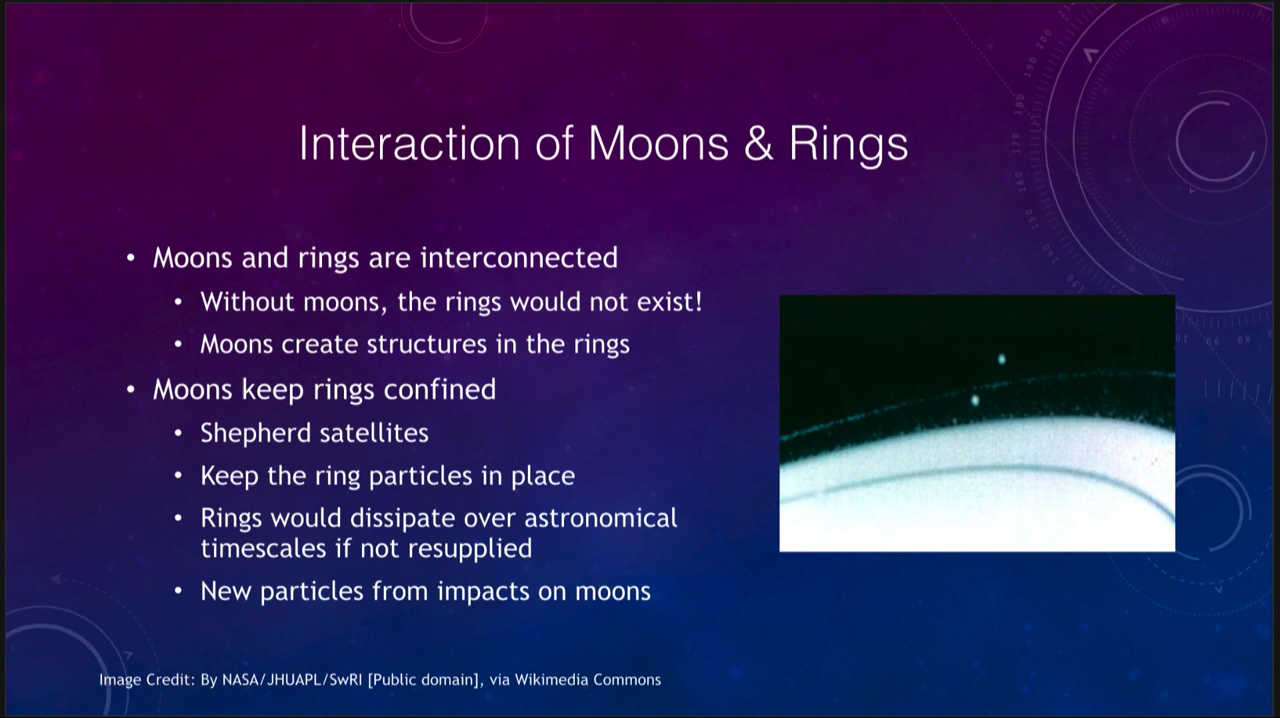 Interaction of Moons & Rings
• Moons and rings are interconnected
• Without moons, the rings would not exist!
• Moons create structures in the rings
• Moons keep rings confined
• Shepherd satellites
• Keep the ring particles in place
• Rings would dissipate over astronomical
timescales if not resupplied
• New particles from impacts on moons
Image Credit: By NASA/JHUAPL/SwRI [Public domain], via Wikimedia Commons